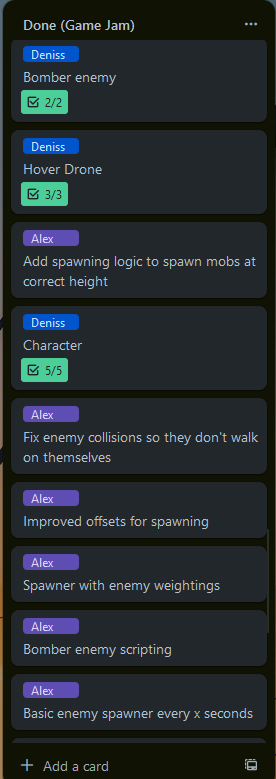 Done (Game Jam)
Deniss
Bomber enemy
2/2
Deniss
Hover Drone
3/3
Alex
Add spawning logic to spawn mobs at
correct height
Deniss
Character
5/5
Alex
Fix enemy collisions so they don't walk
on themselves
Alex
Improved offsets for spawning
Alex
Spawner with enemy weightings
Alex
Bomber enemy scripting
Alex
Basic enemy spawner every x seconds
Add a card